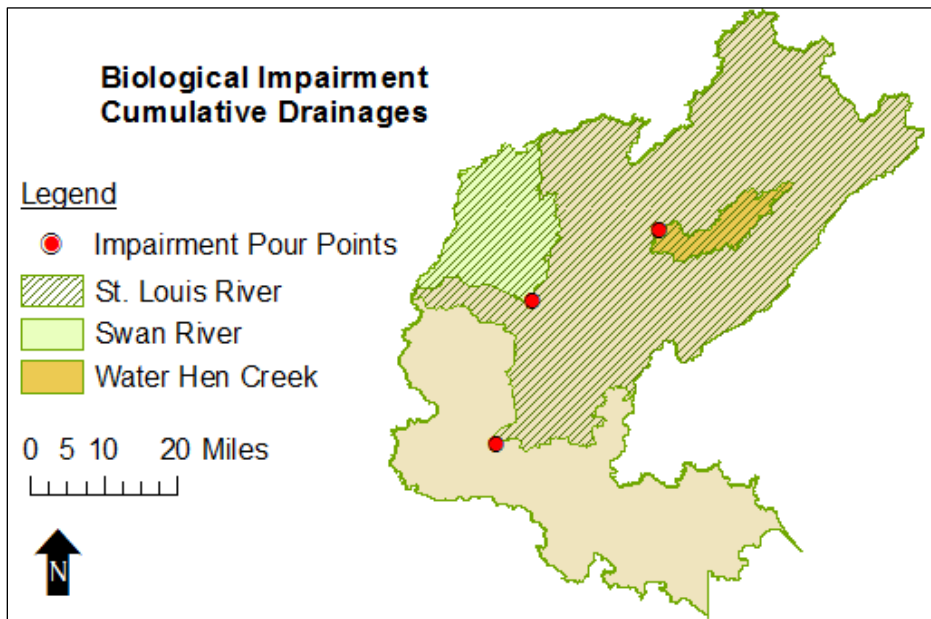 Biological Impairment
Cumulative Drainages
Legend
Impairment Pour Points
St. Louis River
Swan River
Water Hen Creek
0 5 10 20 Miles
N